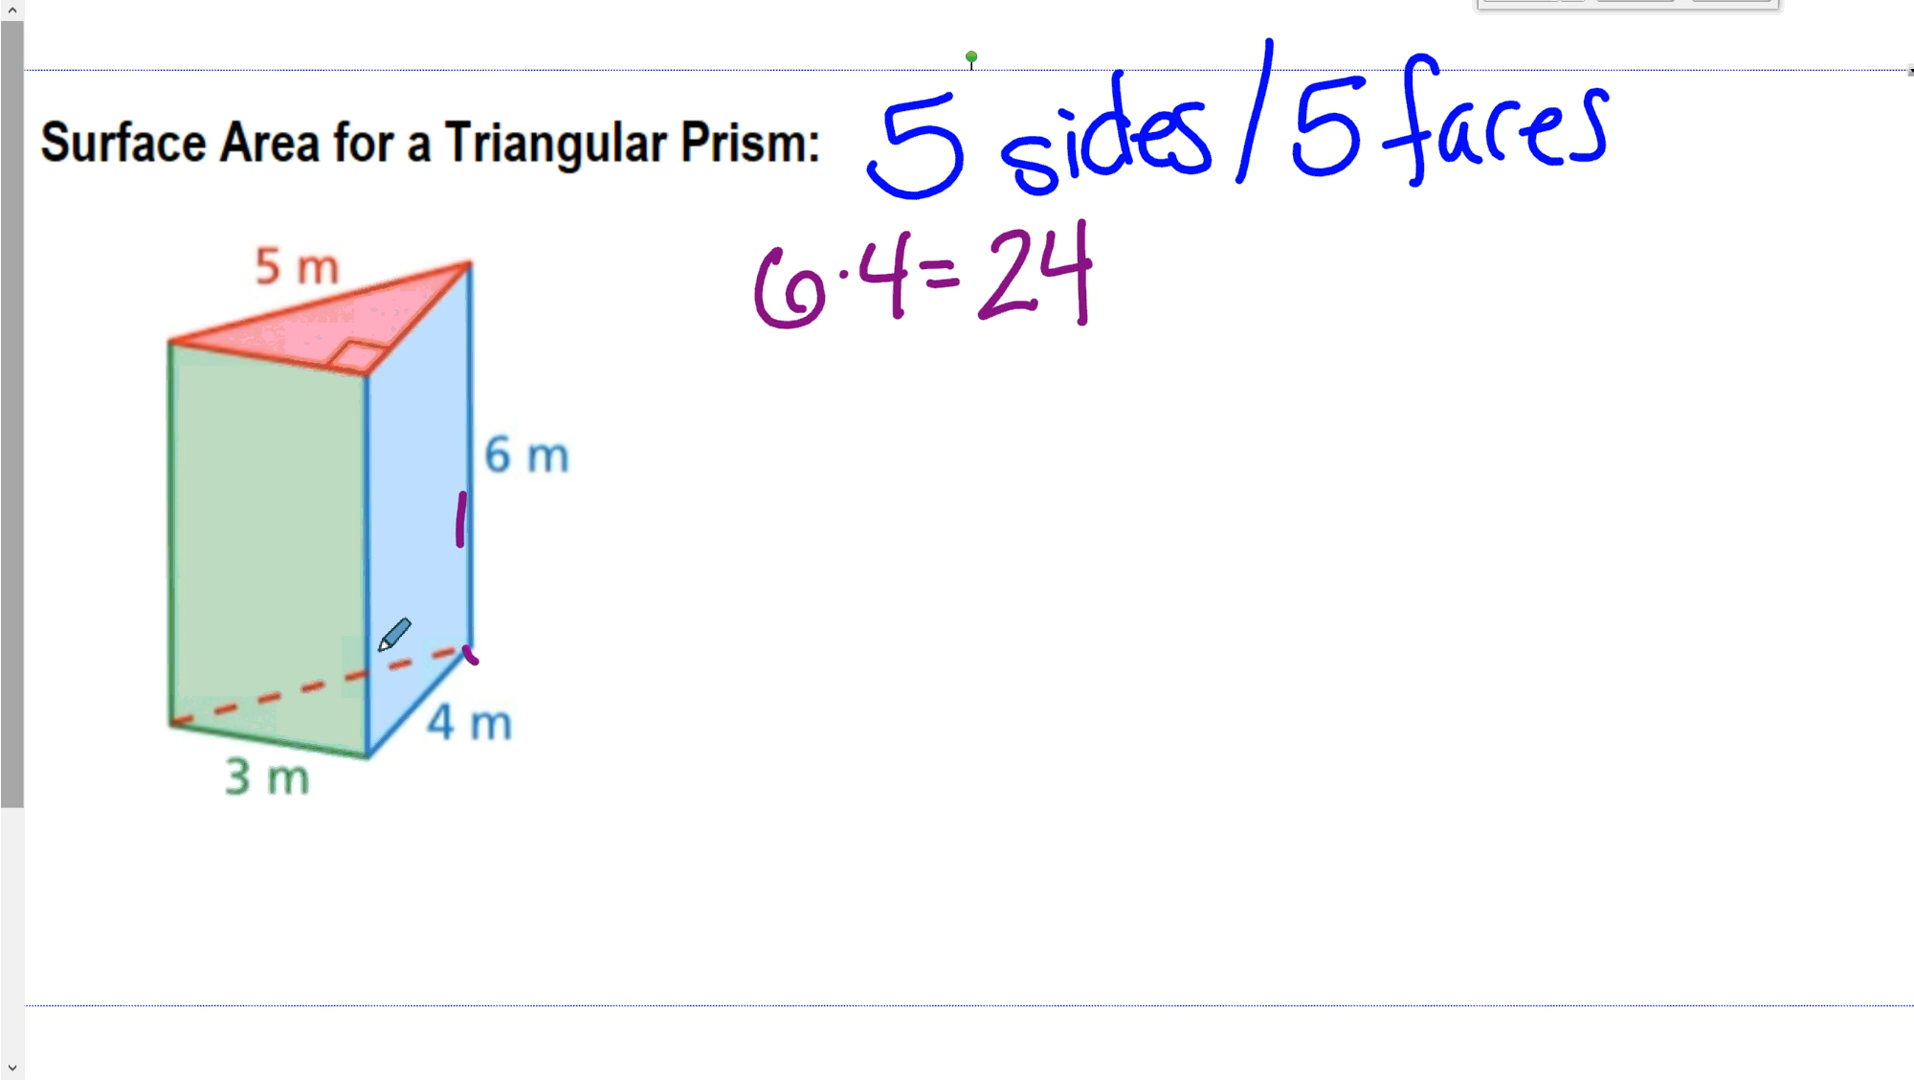 Surface Area for a Triangular Prism: 5 sides/5 faces
6·4=24
5 m
6 m
4 m
3 m